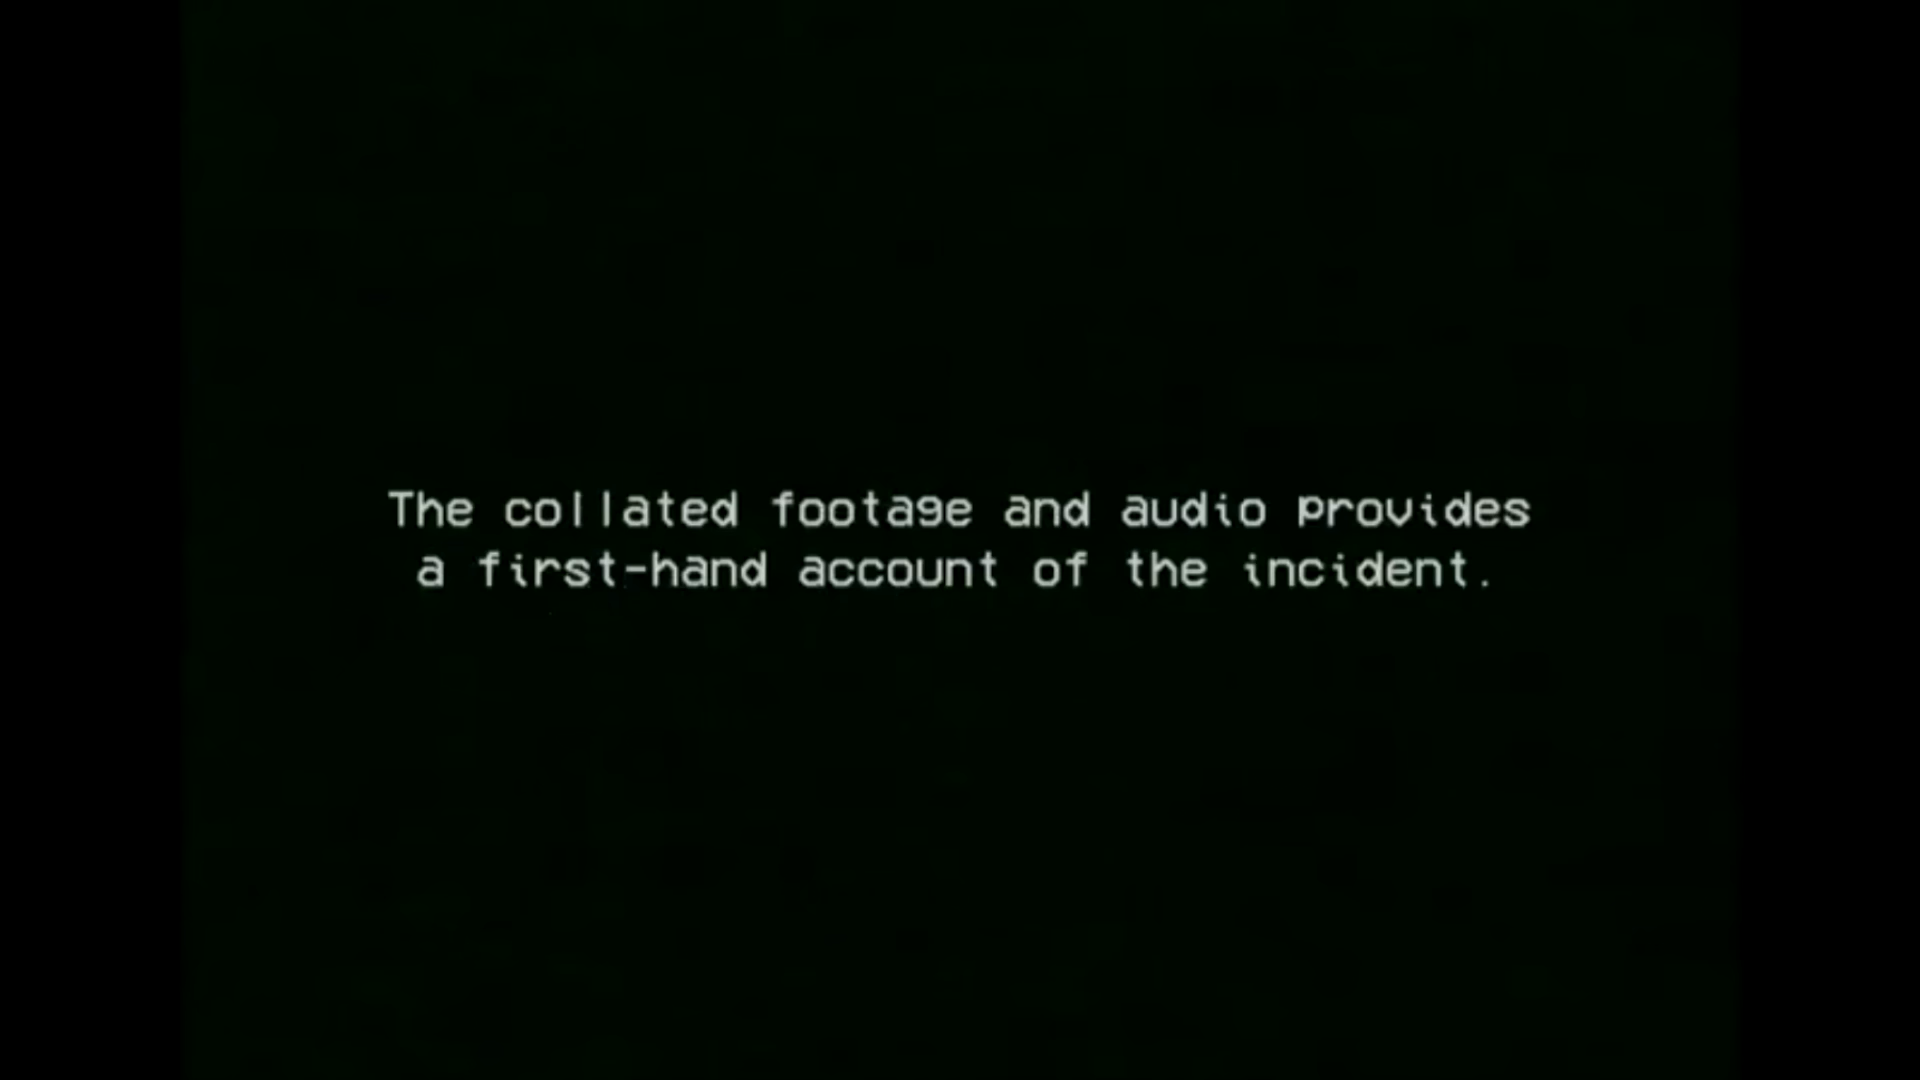 The collated footage and audio provides
a first-hand account of the incident.